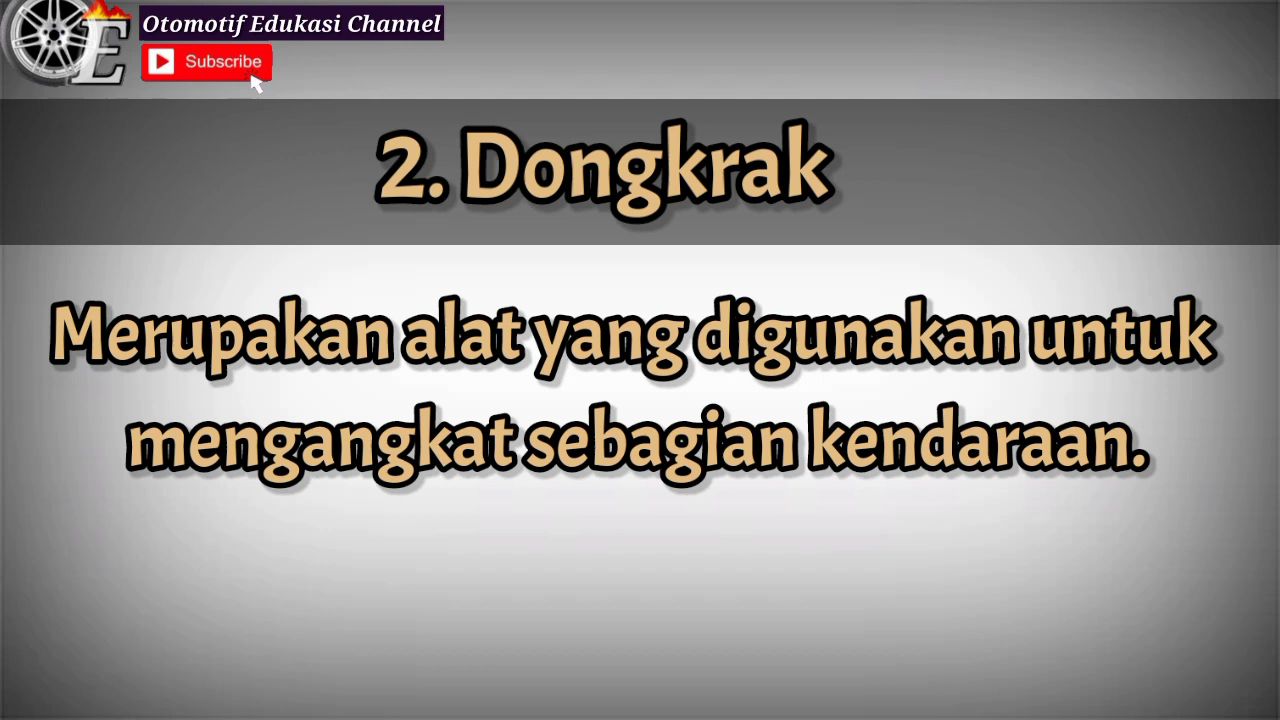 Otomotif Edukasi Channel
E
Subscribe
2. Dongkrak
Merupakan alat yang digunakan untuk
mengangkat sebagian kendaraan.